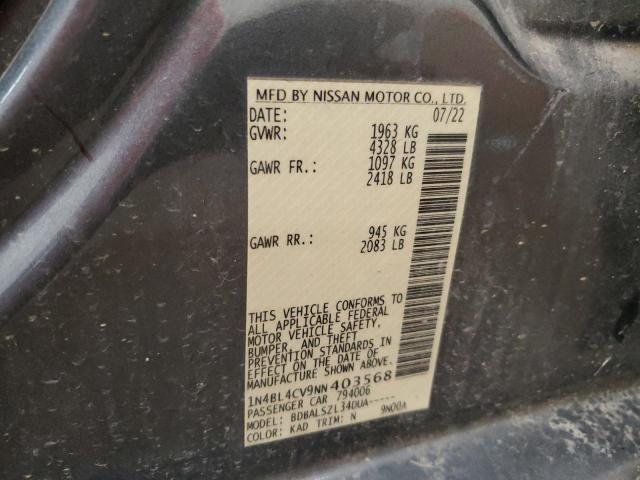 MFD BY NISSAN MOTOR CO., LTD.
DATE: 07/22
GVWR: 1963 KG
4328 LB
GAWR FR.: 1097 KG
2418 LB
GAWR RR.: 945 KG
2083 LB
THIS VEHICLE CONFORMS TO
ALL APPLICABLE FEDERAL
MOTOR VEHICLE SAFETY,
BUMPER, AND THEFT
PREVENTION STANDARDS IN
EFFECT ON THE DATE OF
MANUFACTURE SHOWN ABOVE.
1N4BL4CV9NN403568
PASSENGER CAR 794006
MODEL: BDBALSZL34DUA-----
COLOR: KAD TRIM: N 9N00A